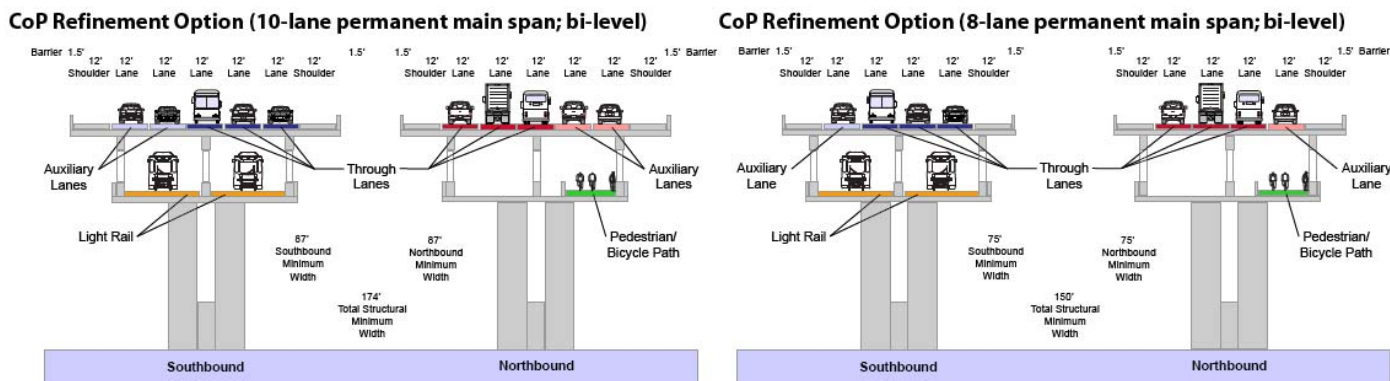 CoP Refinement Option (10-lane permanent main span; bi-level)
Barrier 1.5' 1.5' 1.5' 1.5' Barrier
12' 12' 12' 12' 12' 12' 12'
Shoulder Lane Lane Lane Lane Lane Shoulder
12' 12' 12' 12' 12' 12' 12'
Shoulder Lane Lane Lane Lane Lane Shoulder
Auxiliary
Lanes
Through
Lanes
Auxiliary
Lanes
Light Rail
Pedestrian/
Bicycle Path
87'
Southbound
Minimum
Width
87'
Northbound
Minimum
Width
174'
Total Structural
Minimum
Width
Southbound
Northbound
CoP Refinement Option (8-lane permanent main span; bi-level)
Barrier 1.5' 1.5' 1.5' 1.5' Barrier
12' 12' 12' 12' 12' 12'
Shoulder Lane Lane Lane Lane Shoulder
12' 12' 12' 12' 12' 12'
Shoulder Lane Lane Lane Lane Shoulder
Auxiliary
Lane
Through
Lanes
Auxiliary
Lane
Light Rail
Pedestrian/
Bicycle Path
75'
Southbound
Minimum
Width
75'
Northbound
Minimum
Width
150'
Total Structural
Minimum
Width
Southbound
Northbound